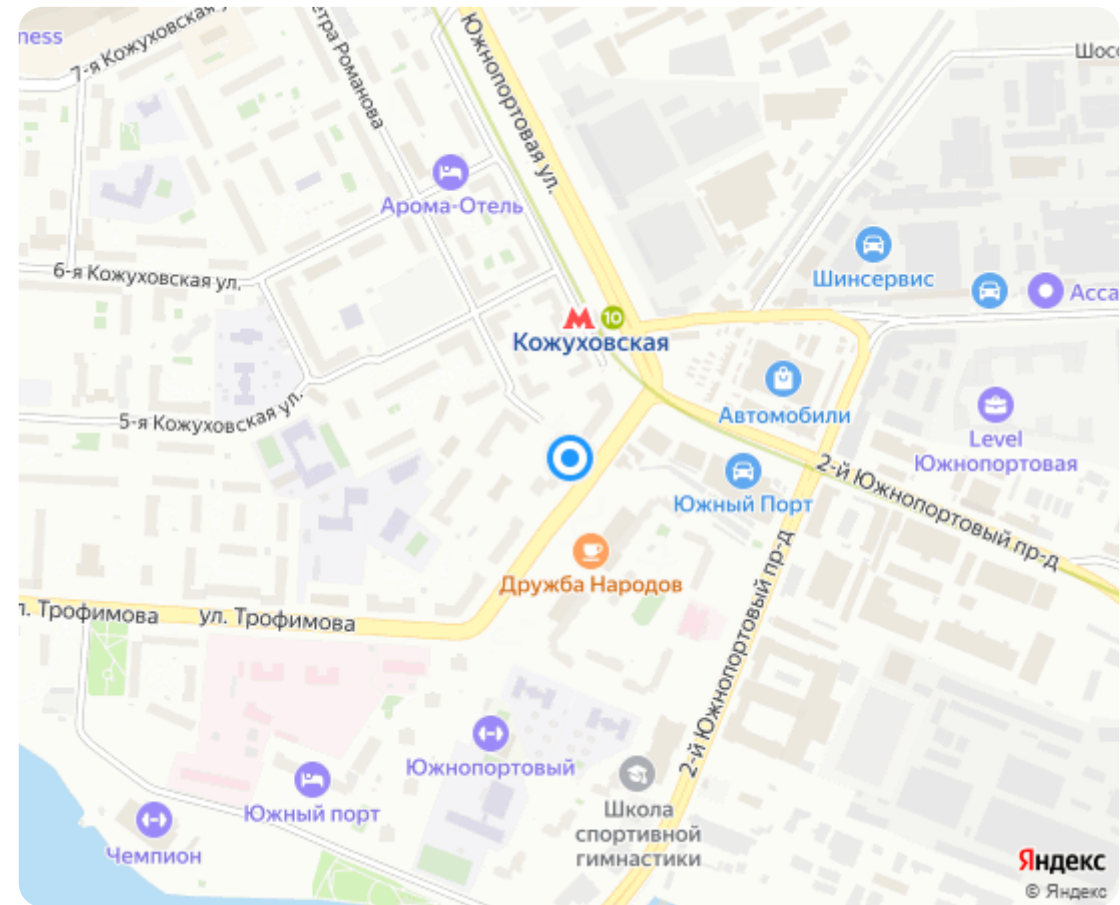 ness
7-я Кожуховская у
тра Романова
Южнопортовая ул.
Шосс
Арома-Отель
6-я Кожуховская ул.
Шинсервис
Асса
10
Кожуховская
5-я Кожуховская ул.
Автомобили
Level
Южнопортовая
2-й Южнопортовый пр-д
Южный Порт
Дружба Народов
л. Трофимова
ул. Трофимова
2-й Южнопортовый пр-д
Южнопортовый
Южный порт
Школа
спортивной
гимнастики
Чемпион
Яндекс
© Яндекс